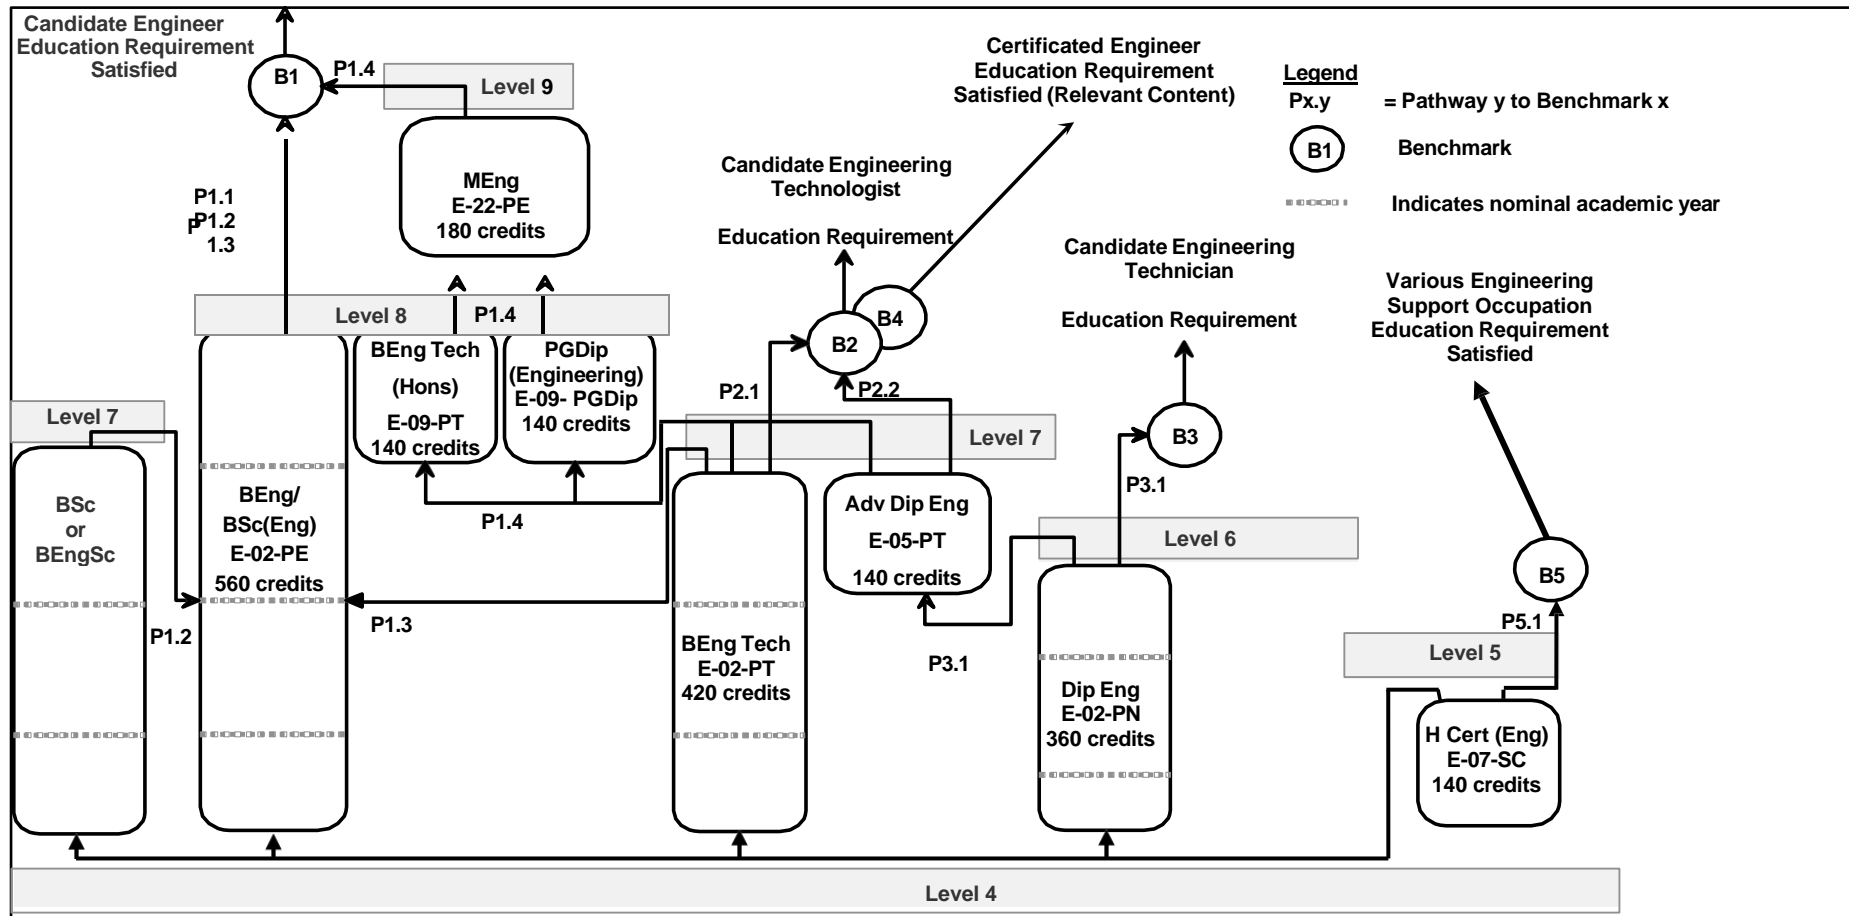 Candidate Engineer
Education Requirement
Satisfied
B1
P1.4
Level 9
MEng
E-22-PE
180 credits
P1.1
P1.2
P
1.3
Level 8
P1.4
BEng Tech
(Hons)
E-09-PT
140 credits
PGDip
(Engineering)
E-09- PGDip
140 credits
Level 7
BSc
or
BEngSc
P1.2
BEng/
BSc(Eng)
E-02-PE
560 credits
P1.4
P1.3
Certificated Engineer
Education Requirement
Satisfied (Relevant Content)
Candidate Engineering
Technologist
Education Requirement
B4
B2
P2.1
P2.2
Level 7
BEng Tech
E-02-PT
420 credits
Adv Dip Eng
E-05-PT
140 credits
P3.1
Candidate Engineering
Technician
Education Requirement
B3
P3.1
Level 6
Dip Eng
E-02-PN
360 credits
Legend
Px.y = Pathway y to Benchmark x
B1 Benchmark
Indicates nominal academic year
Various Engineering
Support Occupation
Education Requirement
Satisfied
B5
P5.1
Level 5
H Cert (Eng)
E-07-SC
140 credits
Level 4